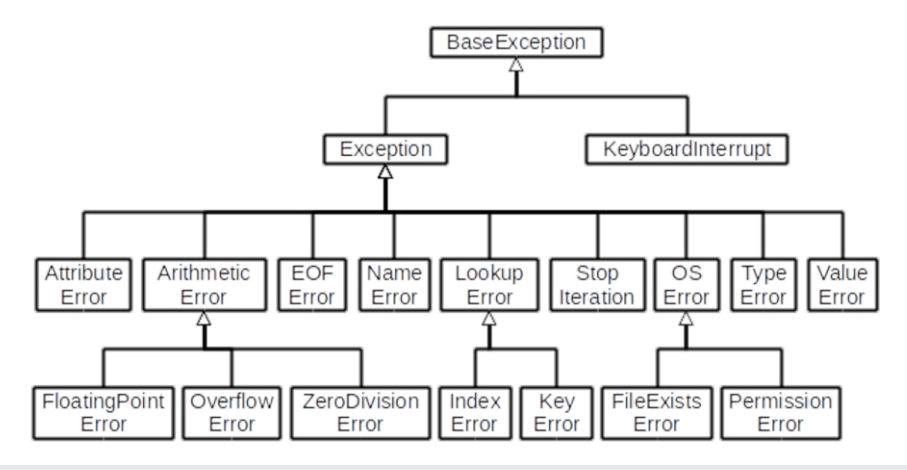 BaseException
Exception
KeyboardInterrupt
Attribute
Error
Arithmetic
Error
EOF
Error
Name
Error
Lookup
Error
Stop
Iteration
OS
Error
Type
Error
Value
Error
FloatingPoint
Error
Overflow
Error
ZeroDivision
Error
Index
Error
Key
Error
FileExists
Error
Permission
Error